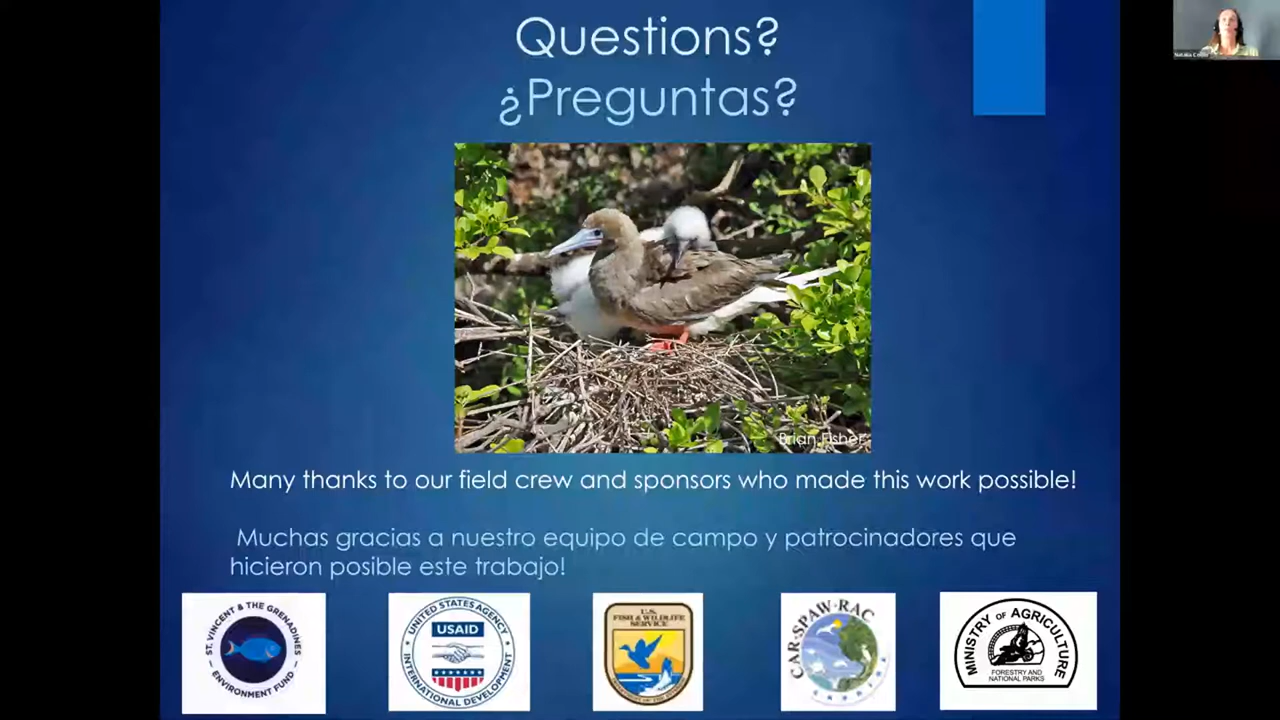 Questions?
¿Preguntas?
Brian Fisher
Many thanks to our field crew and sponsors who made this work possible!
Muchas gracias a nuestro equipo de campo y patrocinadores que
hicieron posible este trabajo!
ST. VINCENT & THE GRENADINES
ENVIRONMENT FUND
UNITED STATES AGENCY
USAID
INTERNATIONAL DEVELOPMENT
U.S.
FISH & WILDLIFE
SERVICE
CAR-SPAW-RAC
MINISTRY OF AGRICULTURE
FORESTRY AND
NATIONAL PARKS